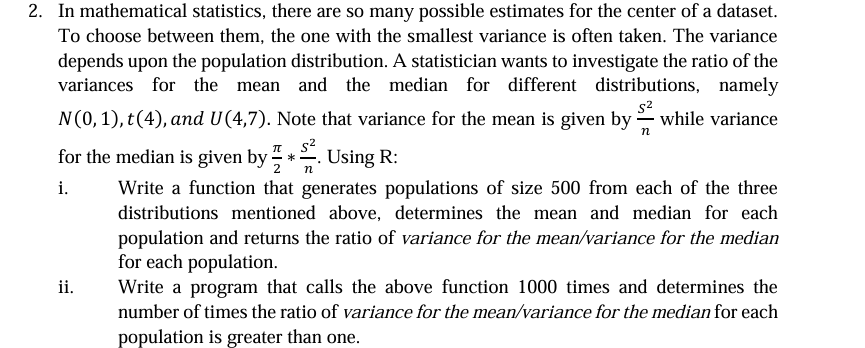 2. In mathematical statistics, there are so many possible estimates for the center of a dataset.
To choose between them, the one with the smallest variance is often taken. The variance
depends upon the population distribution. A statistician wants to investigate the ratio of the
variances for the mean and the median for different distributions, namely
N(0, 1), t(4), and U(4,7). Note that variance for the mean is given by S²/n while variance
for the median is given by π/2 * S²/n. Using R:
i. Write a function that generates populations of size 500 from each of the three
distributions mentioned above, determines the mean and median for each
population and returns the ratio of variance for the mean/variance for the median
for each population.
ii. Write a program that calls the above function 1000 times and determines the
number of times the ratio of variance for the mean/variance for the median for each
population is greater than one.